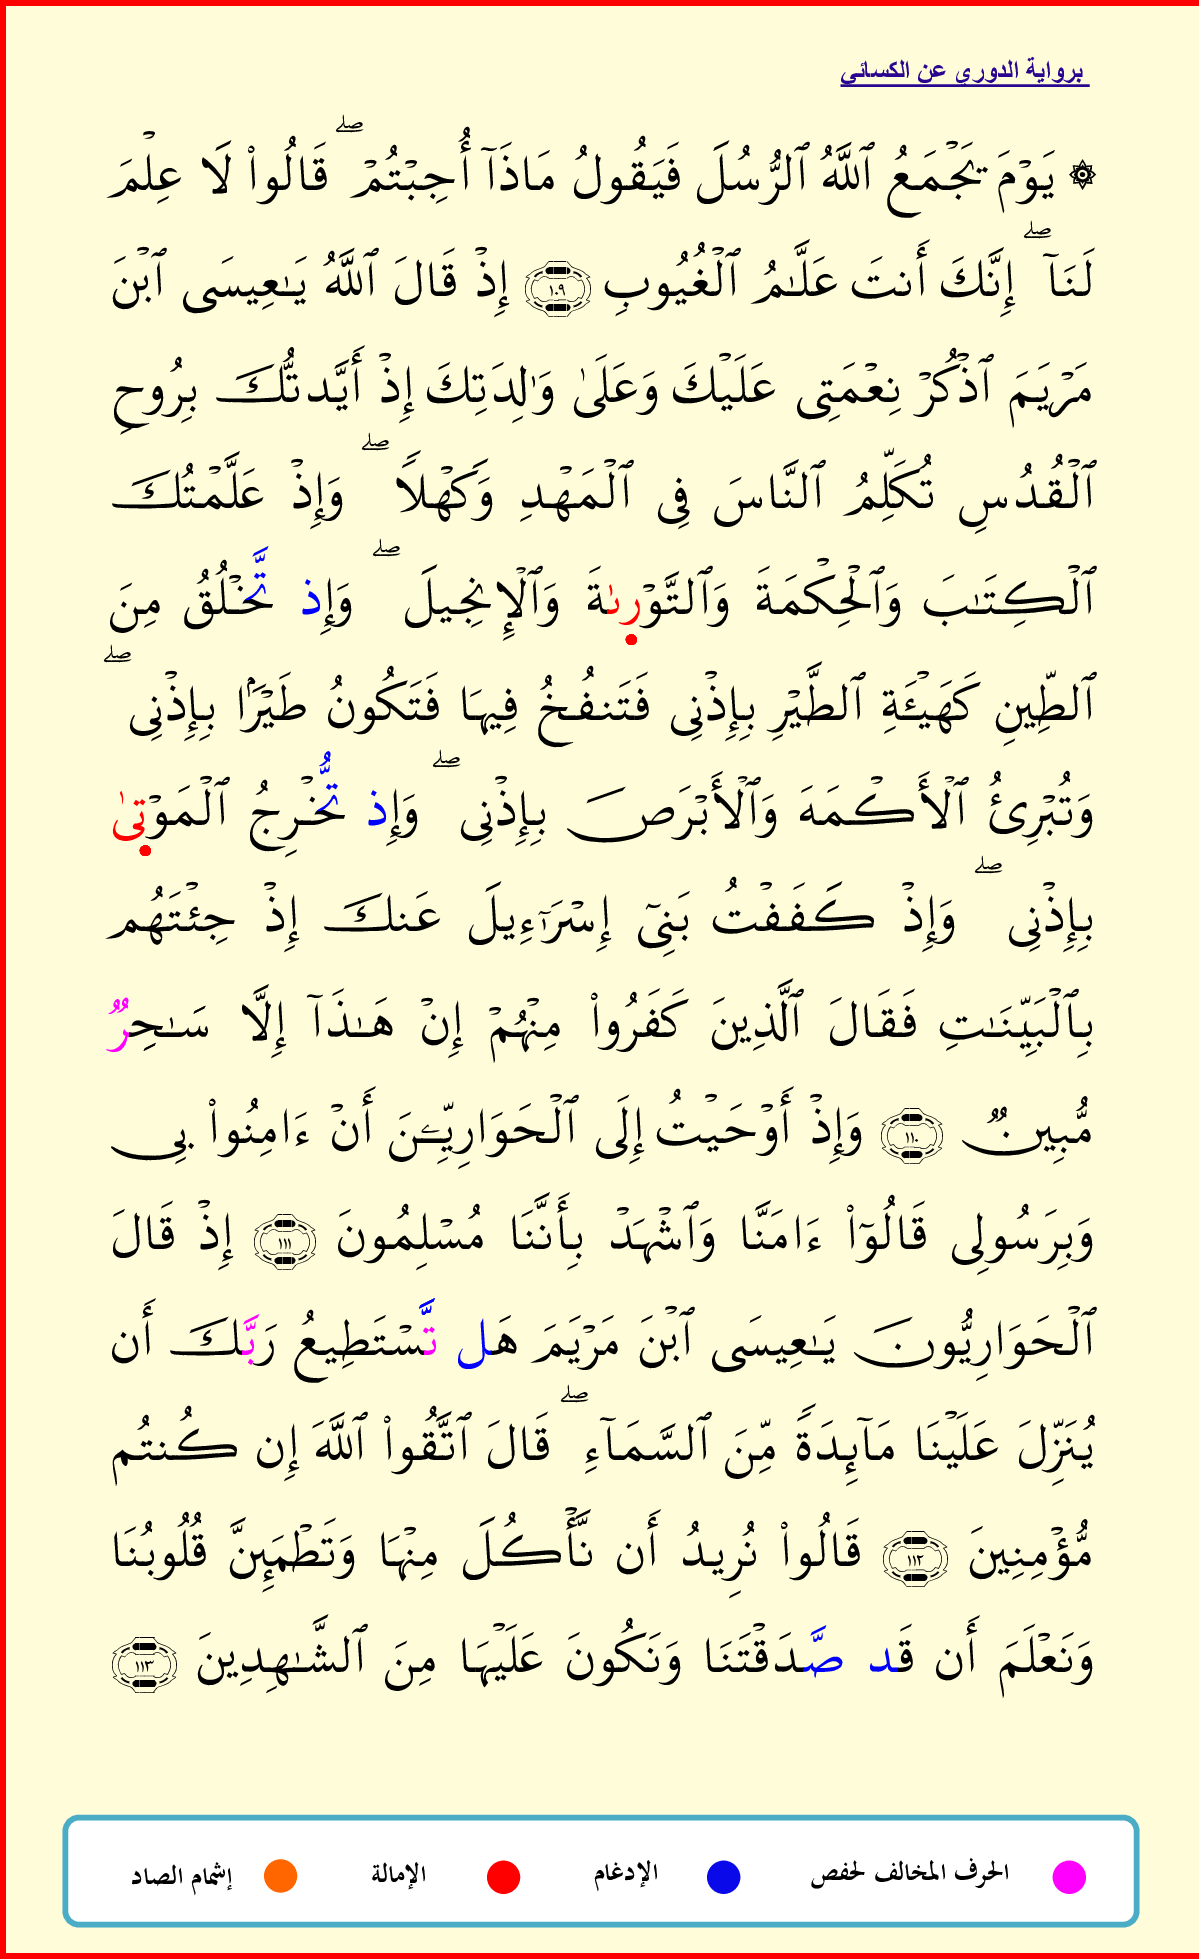 برواية الدوري عن الكسائي
۞ يَوْمَ يَجْمَعُ ٱللَّهُ ٱلرُّسُلَ فَيَقُولُ مَاذَآ أُجِبْتُمْ ۖ قَالُوا۟ لَا عِلْمَ
لَنَآ ۖ إِنَّكَ أَنتَ عَلَّـٰمُ ٱلْغُيُوبِ ١٠٩ إِذْ قَالَ ٱللَّهُ يَـٰعِيسَى ٱبْنَ
مَرْيَمَ ٱذْكُرْ نِعْمَتِى عَلَيْكَ وَعَلَىٰ وَٰلِدَتِكَ إِذْ أَيَّدتُّكَ بِرُوحِ
ٱلْقُدُسِ تُكَلِّمُ ٱلنَّاسَ فِى ٱلْمَهْدِ وَكَهْلًا ۖ وَإِذْ عَلَّمْتُكَ
ٱلْكِتَـٰبَ وَٱلْحِكْمَةَ وَٱلتَّوْرىٰةَ وَٱلْإِنجِيلَ ۖ وَإِذ تَّخْلُقُ مِنَ
ٱلطِّينِ كَهَيْـَٔةِ ٱلطَّيْرِ بِإِذْنِى فَتَنفُخُ فِيهَا فَتَكُونُ طَيْرًۢا بِإِذْنِى ۖ
وَتُبْرِئُ ٱلْأَكْمَهَ وَٱلْأَبْرَصَ بِإِذْنِى ۖ وَإِذ تُّخْرِجُ ٱلْمَوْتىٰ
بِإِذْنِى ۖ وَإِذْ كَفَفْتُ بَنِىٓ إِسْرَٰٓءِيلَ عَنكَ إِذْ جِئْتَهُم
بِٱلْبَيِّنَـٰتِ فَقَالَ ٱلَّذِينَ كَفَرُوا۟ مِنْهُمْ إِنْ هَـٰذَآ إِلَّا سَـٰحِرٌ
مُّبِينٌ ١١٠ وَإِذْ أَوْحَيْتُ إِلَى ٱلْحَوَارِيِّـۧنَ أَنْ ءَامِنُوا۟ بِى
وَبِرَسُولِى قَالُوٓا۟ ءَامَنَّا وَٱشْهَدْ بِأَنَّنَا مُسْلِمُونَ ١١١ إِذْ قَالَ
ٱلْحَوَارِيُّونَ يَـٰعِيسَى ٱبْنَ مَرْيَمَ هَل تَّسْتَطِيعُ رَبَّكَ أَن
يُنَزِّلَ عَلَيْنَا مَآئِدَةً مِّنَ ٱلسَّمَآءِ ۖ قَالَ ٱتَّقُوا۟ ٱللَّهَ إِن كُنتُم
مُّؤْمِنِينَ ١١٢ قَالُوا۟ نُرِيدُ أَن نَّأْكُلَ مِنْهَا وَتَطْمَئِنَّ قُلُوبُنَا
وَنَعْلَمَ أَن قَد صَّدَقْتَنَا وَنَكُونَ عَلَيْهَا مِنَ ٱلشَّـٰهِدِينَ ١١٣
الحرف المخالف لحفص الإدغام الإمالة إشمام الصاد